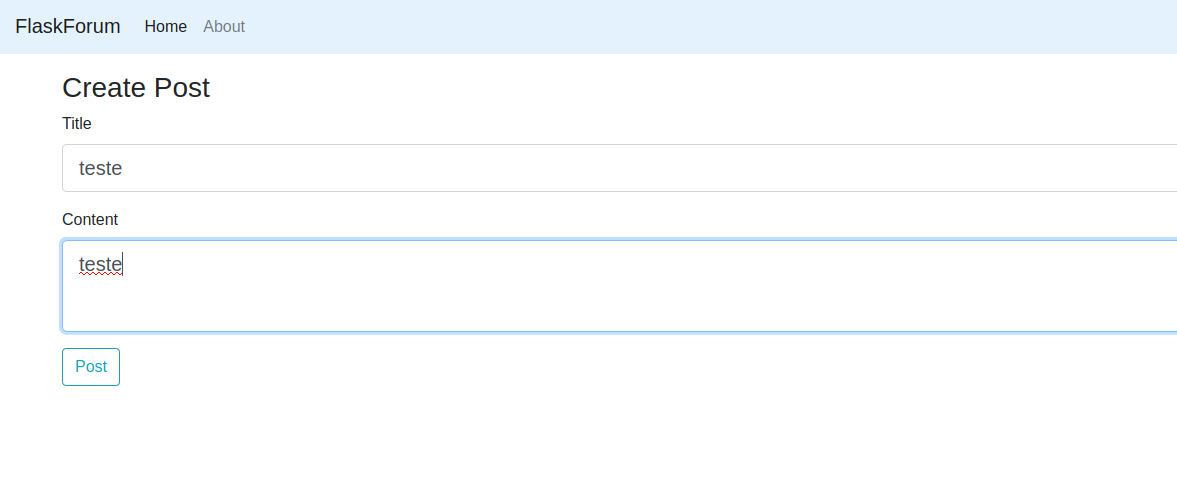 FlaskForum Home About
Create Post
Title
teste
Content
teste
Post